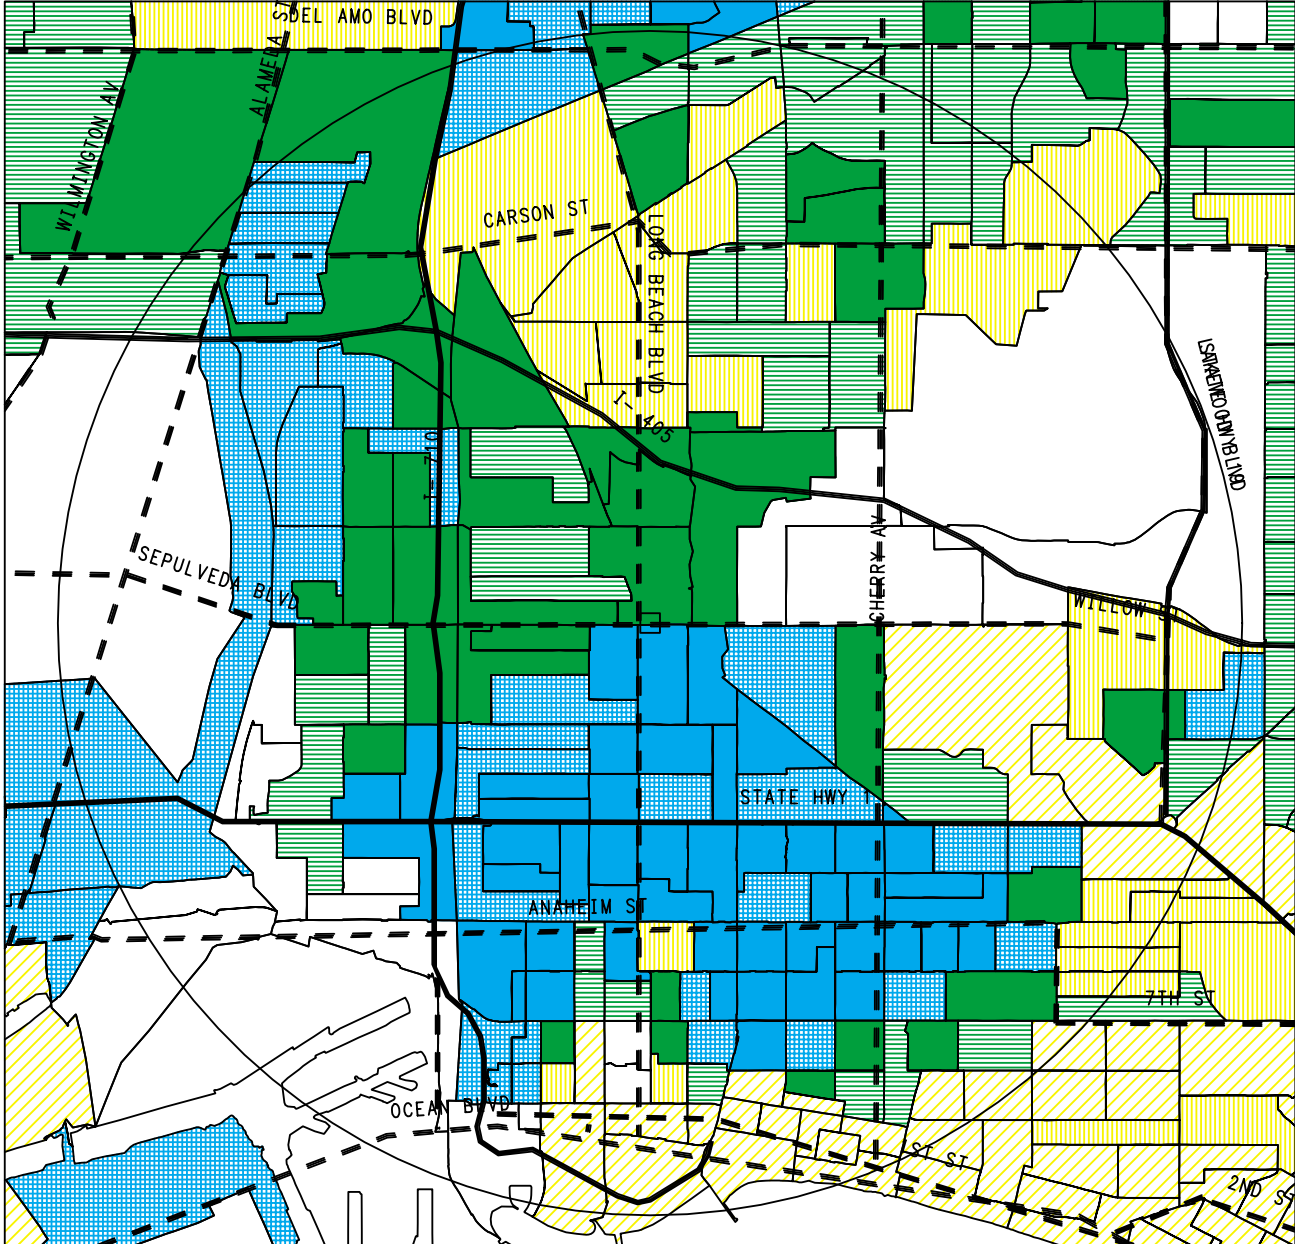 DEL AMO BLVD
ALAMEDA ST
WILMINGTON AV
CARSON ST
LONG BEACH BLVD
I- 405
I- 710
SEPULVEDA BLVD
CHERRY AV
WILLOW ST
STATE HWY 1
ANAHEIM ST
7TH ST
OCEAN BLVD
ST ST
2ND ST